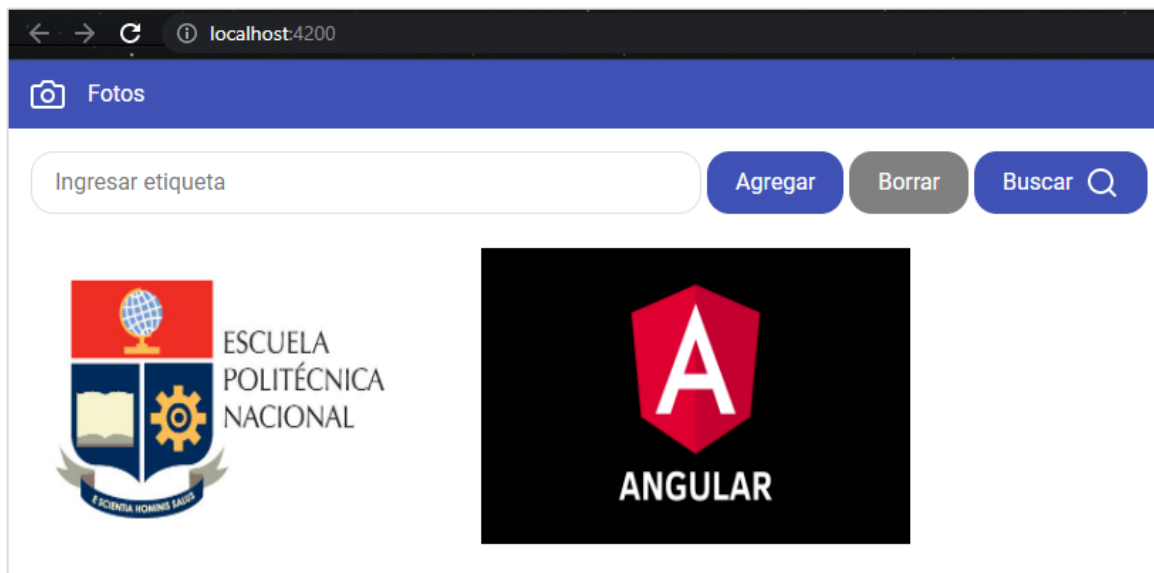 localhost:4200
Fotos
Ingresar etiqueta
Agregar
Borrar
Buscar
ESCUELA
POLITÉCNICA
NACIONAL
E SCIENTIA HOMINIS SALUS
A
ANGULAR